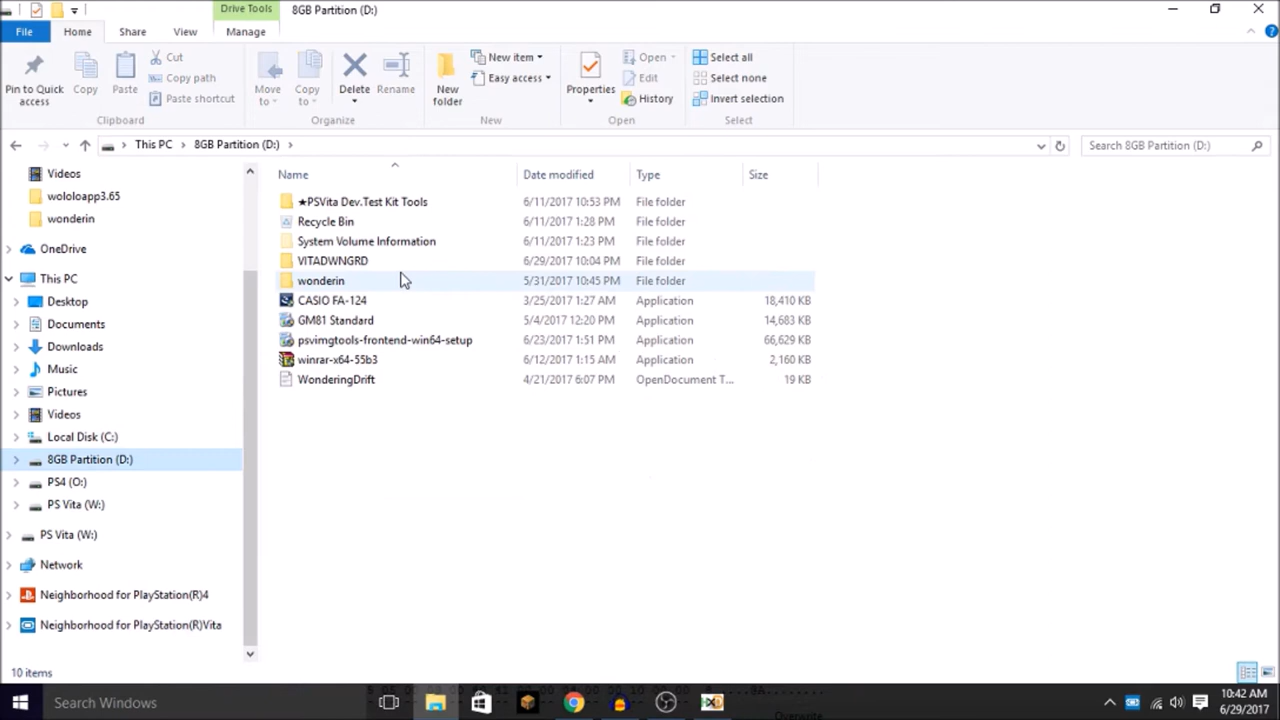 Drive Tools
8GB Partition (D:)
File
Home
Share
View
Manage
Pin to Quick access
Copy
Paste
Cut
Copy path
Paste shortcut
Clipboard
Move to
Copy to
Delete
Rename
Organize
New folder
New item
Easy access
New
Properties
Open
Edit
History
Open
Select all
Select none
Invert selection
Select
This PC
8GB Partition (D:)
Search 8GB Partition (D:)
Videos
wololoapp3.65
wonderin
OneDrive
This PC
Desktop
Documents
Downloads
Music
Pictures
Videos
Local Disk (C:)
8GB Partition (D:)
PS4 (O:)
PS Vita (W:)
PS Vita (W:)
Network
Neighborhood for PlayStation(R)4
Neighborhood for PlayStation(R)Vita
Name Date modified Type Size
★PSVita Dev.Test Kit Tools 6/11/2017 10:53 PM File folder
Recycle Bin 6/11/2017 1:28 PM File folder
System Volume Information 6/11/2017 1:23 PM File folder
VITADWNGRD 6/29/2017 10:04 PM File folder
wonderin 5/31/2017 10:45 PM File folder
CASIO FA-124 3/25/2017 1:27 AM Application 18,410 KB
GM81 Standard 5/4/2017 12:20 PM Application 14,683 KB
psvimgtools-frontend-win64-setup 6/23/2017 1:51 PM Application 66,629 KB
winrar-x64-55b3 6/12/2017 1:15 AM Application 2,160 KB
WonderingDrift 4/21/2017 6:07 PM OpenDocument T... 19 KB
10 items
Search Windows
10:42 AM
6/29/2017